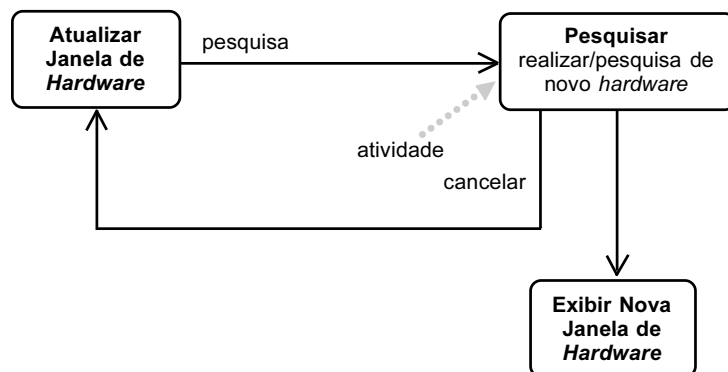 Atualizar
Janela de
Hardware
pesquisa
Pesquisar
realizar/pesquisa de
novo hardware
atividade
cancelar
Exibir Nova
Janela de
Hardware